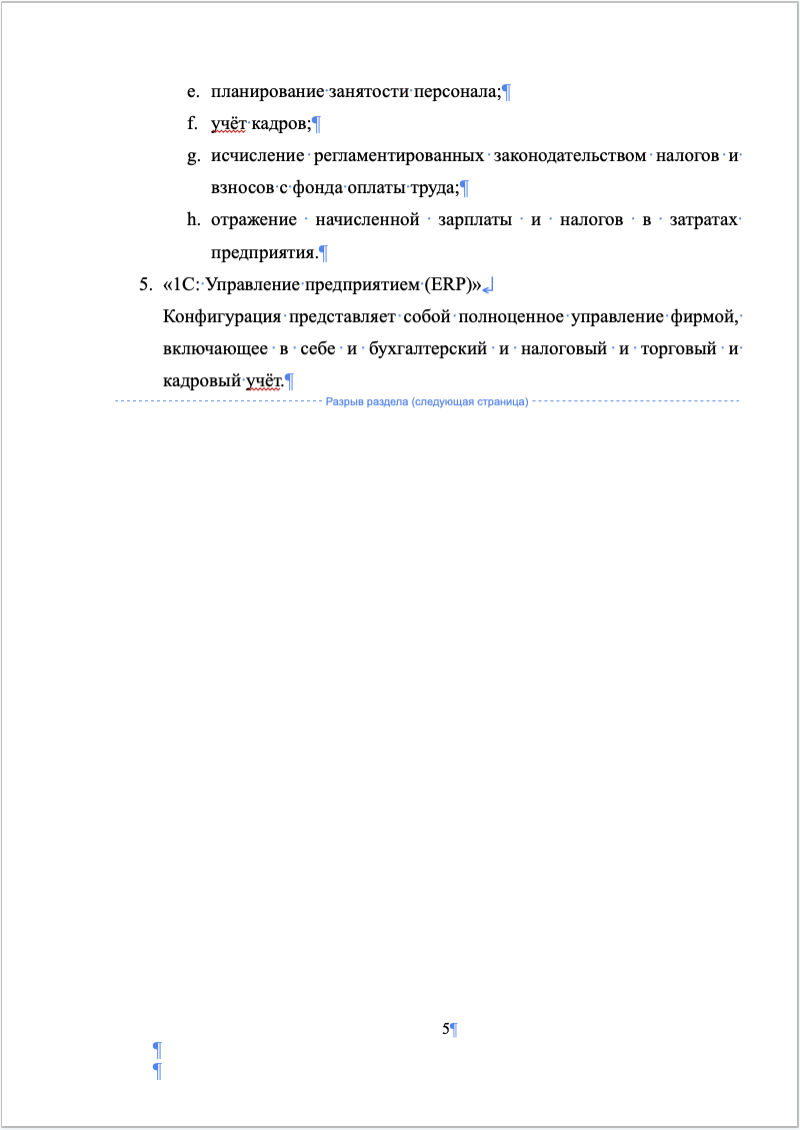 e. планирование занятости персонала;¶
f. учёт кадров;¶
g. исчисление регламентированных законодательством налогов и
взносов с фонда оплаты труда;¶
h. отражение начисленной зарплаты и налогов в затратах
предприятия.¶
5. «1С: Управление предприятием (ERP)»↲
Конфигурация представляет собой полноценное управление фирмой,
включающее в себе и бухгалтерский и налоговый и торговый и
кадровый учёт.¶
Разрыв раздела (следующая страница)
5¶
¶
¶